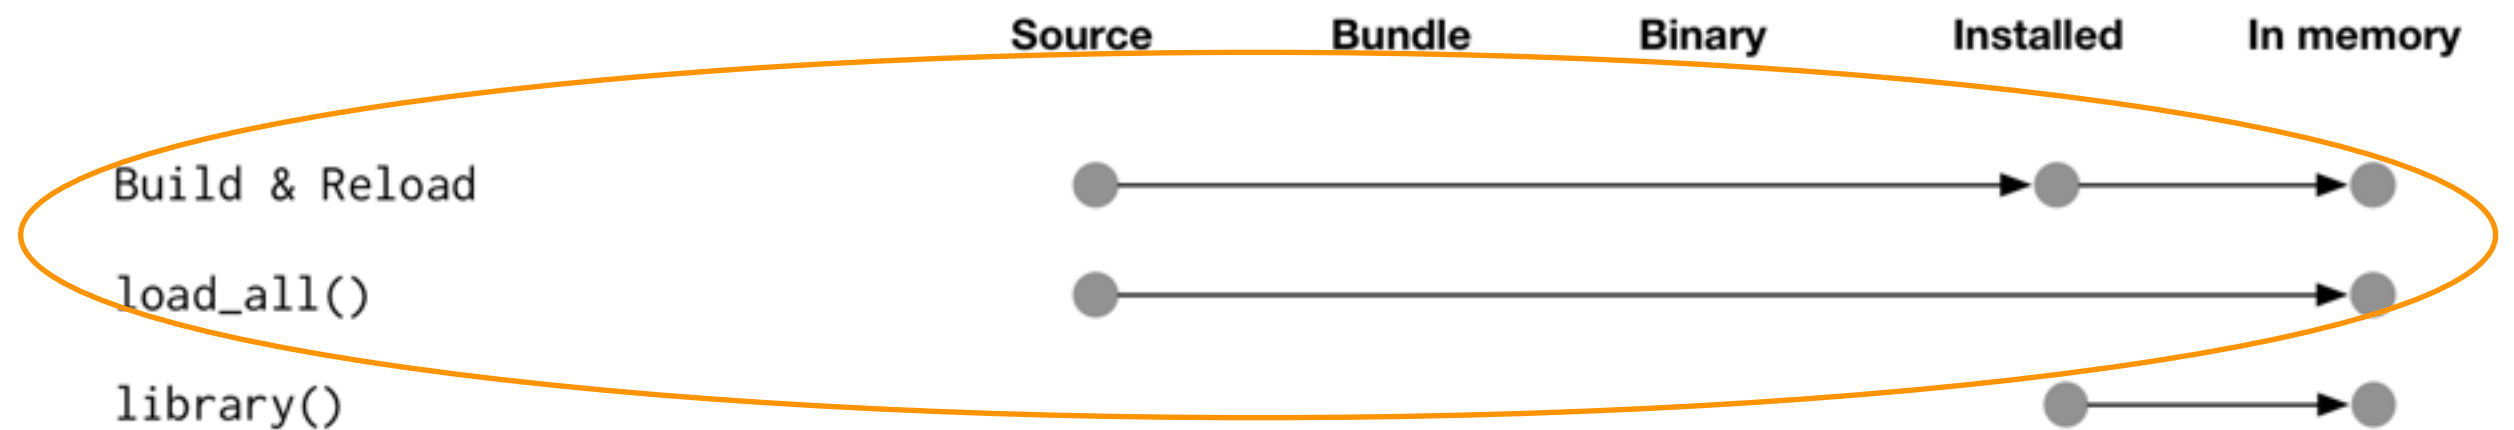 Source Bundle Binary Installed In memory
Build & Reload
load_all()
library()